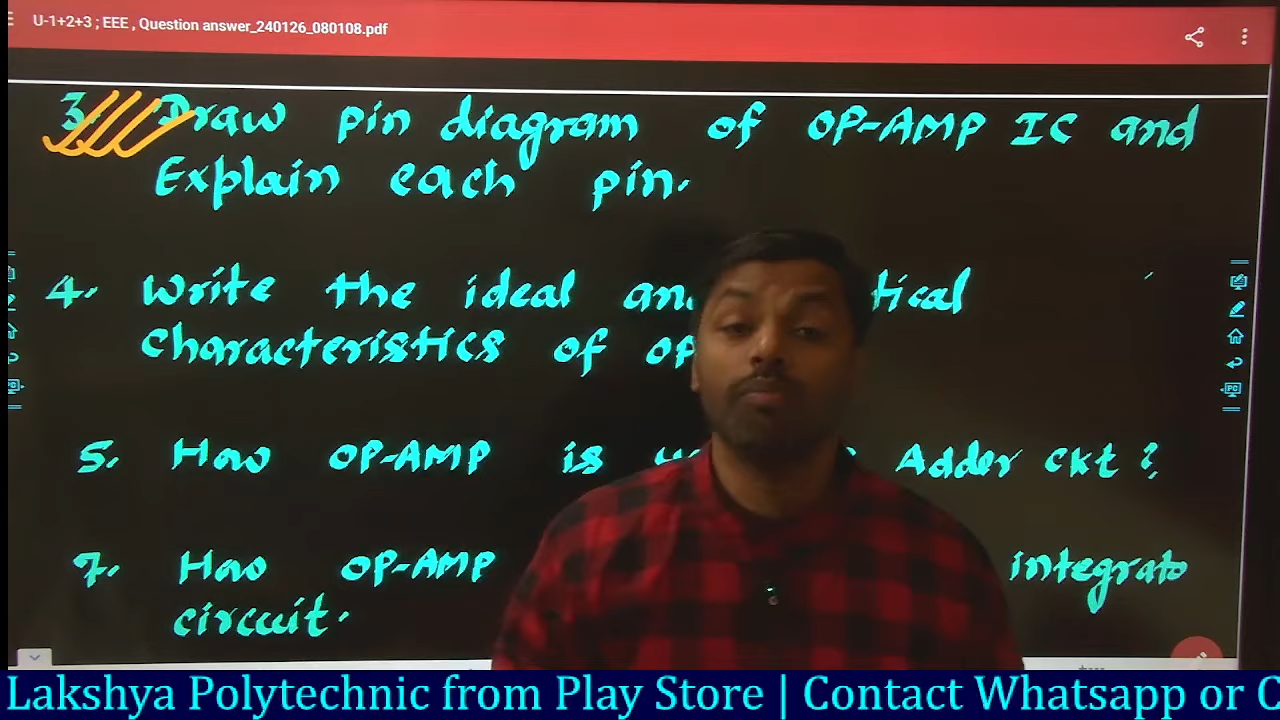 U-1+2+3 ; EEE , Question answer_240126_080108.pdf
3. Draw pin diagram of OP-AMP IC and
Explain each pin.
4. Write the ideal
characteristics of
5. How OP-AMP is Adder ckt ?
7. How OP-AMP integrato
circuit.
Lakshya Polytechnic from Play Store | Contact Whatsapp or